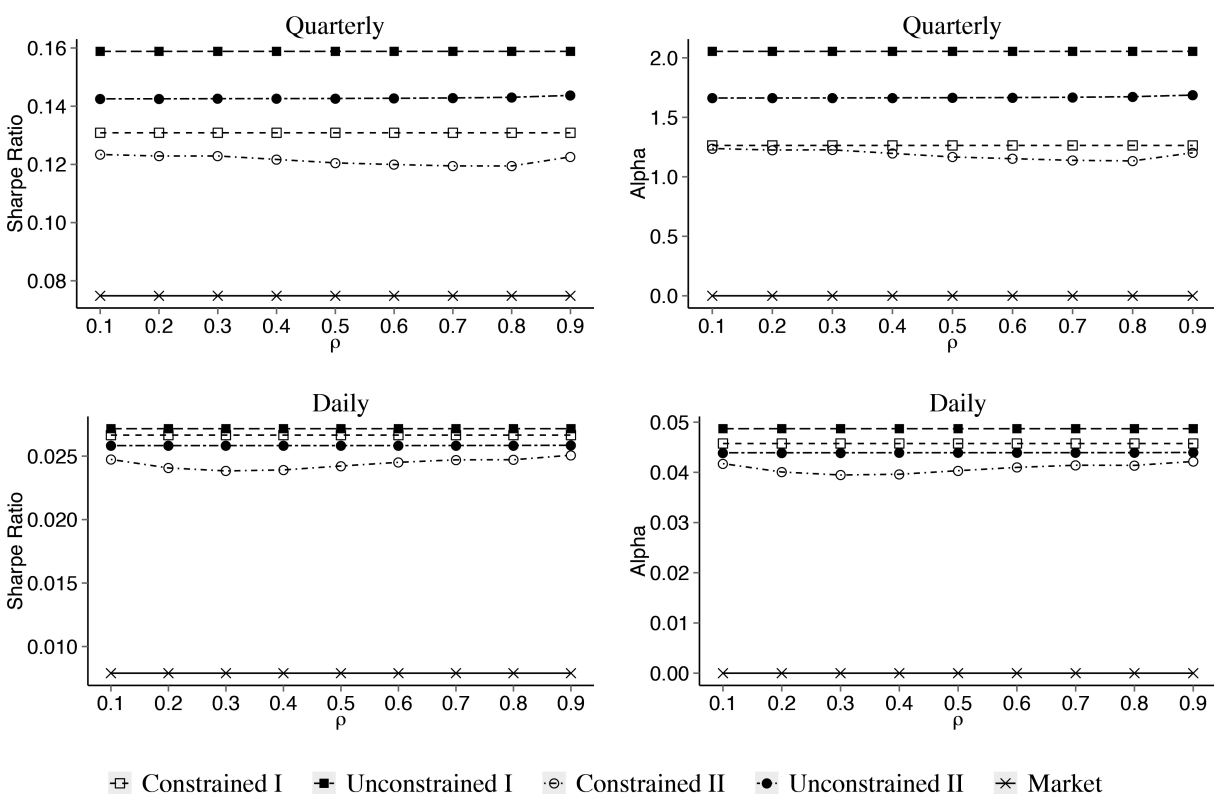 Quarterly
0.16
0.14
0.12
0.10
0.08
Sharpe Ratio
0.1 0.2 0.3 0.4 0.5 0.6 0.7 0.8 0.9
ρ
Quarterly
2.0
1.5
1.0
0.5
0.0
Alpha
0.1 0.2 0.3 0.4 0.5 0.6 0.7 0.8 0.9
ρ
Daily
0.025
0.020
0.015
0.010
Sharpe Ratio
0.1 0.2 0.3 0.4 0.5 0.6 0.7 0.8 0.9
ρ
Daily
0.05
0.04
0.03
0.02
0.01
0.00
Alpha
0.1 0.2 0.3 0.4 0.5 0.6 0.7 0.8 0.9
ρ
Constrained I Unconstrained I Constrained II Unconstrained II Market